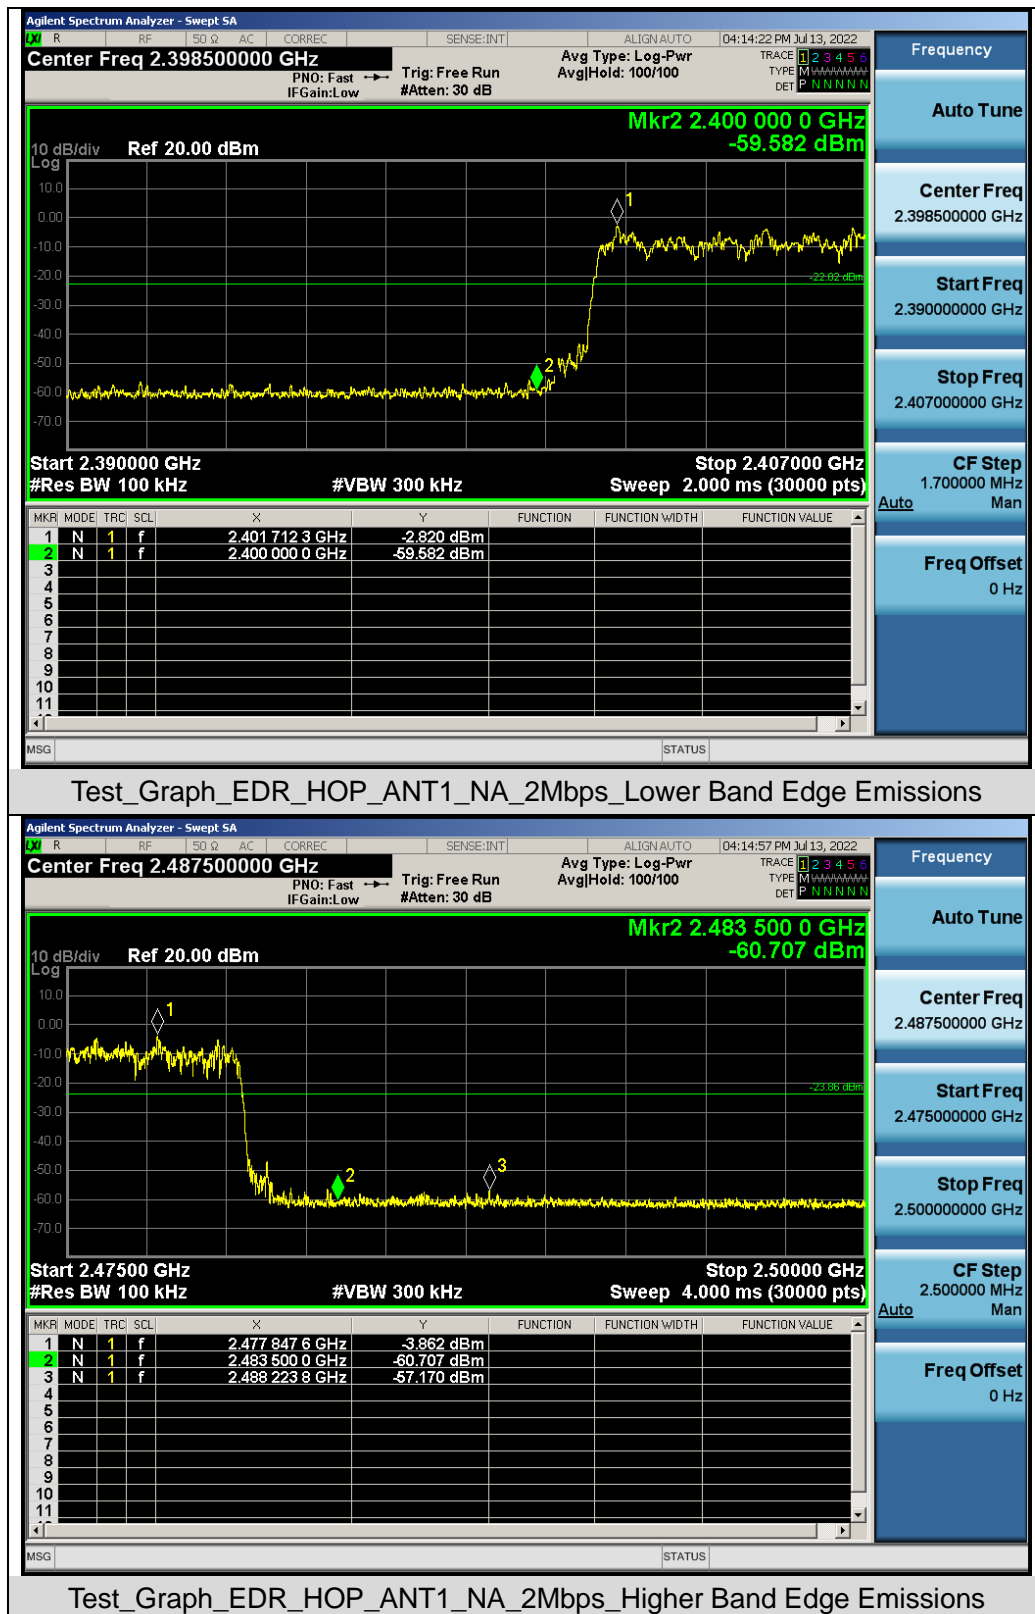 Agilent Spectrum Analyzer - Swept SA
LXI R RF 50 Ω AC CORREC SENSE:INT ALIGN AUTO 04:14:22 PM Jul 13, 2022
Center Freq 2.398500000 GHz
PNO: Fast
IFGain:Low
Trig: Free Run
#Atten: 30 dB
Avg Type: Log-Pwr
Avg|Hold: 100/100
TRACE 1 2 3 4 5 6
TYPE M WWWWW
DET P N N N N N
Mkr2 2.400 000 0 GHz
-59.582 dBm
10 dB/div
Log
Ref 20.00 dBm
10.0
0.00
-10.0
-20.0
-30.0
-40.0
-50.0
-60.0
-70.0
1
-22.82 dBm
2
Start 2.390000 GHz
Stop 2.407000 GHz
#Res BW 100 kHz
#VBW 300 kHz
Sweep 2.000 ms (30000 pts)
MKR MODE TRC SCL X Y FUNCTION FUNCTION WIDTH FUNCTION VALUE
1 N 1 f 2.401 712 3 GHz -2.820 dBm
2 N 1 f 2.400 000 0 GHz -59.582 dBm
3
4
5
6
7
8
9
10
11
MSG
STATUS
Frequency
Auto Tune
Center Freq
2.398500000 GHz
Start Freq
2.390000000 GHz
Stop Freq
2.407000000 GHz
CF Step
1.700000 MHz
Auto Man
Freq Offset
0 Hz
Test_Graph_EDR_HOP_ANT1_NA_2Mbps_Lower Band Edge Emissions
Agilent Spectrum Analyzer - Swept SA
LXI R RF 50 Ω AC CORREC SENSE:INT ALIGN AUTO 04:14:57 PM Jul 13, 2022
Center Freq 2.487500000 GHz
PNO: Fast
IFGain:Low
Trig: Free Run
#Atten: 30 dB
Avg Type: Log-Pwr
Avg|Hold: 100/100
TRACE 1 2 3 4 5 6
TYPE M WWWWW
DET P N N N N N
Mkr2 2.483 500 0 GHz
-60.707 dBm
10 dB/div
Log
Ref 20.00 dBm
10.0
0.00
-10.0
-20.0
-30.0
-40.0
-50.0
-60.0
-70.0
1
-23.86 dBm
2
3
Start 2.47500 GHz
Stop 2.50000 GHz
#Res BW 100 kHz
#VBW 300 kHz
Sweep 4.000 ms (30000 pts)
MKR MODE TRC SCL X Y FUNCTION FUNCTION WIDTH FUNCTION VALUE
1 N 1 f 2.477 847 6 GHz -3.862 dBm
2 N 1 f 2.483 500 0 GHz -60.707 dBm
3 N 1 f 2.488 223 8 GHz -57.170 dBm
4
5
6
7
8
9
10
11
MSG
STATUS
Frequency
Auto Tune
Center Freq
2.487500000 GHz
Start Freq
2.475000000 GHz
Stop Freq
2.500000000 GHz
CF Step
2.500000 MHz
Auto Man
Freq Offset
0 Hz
Test_Graph_EDR_HOP_ANT1_NA_2Mbps_Higher Band Edge Emissions